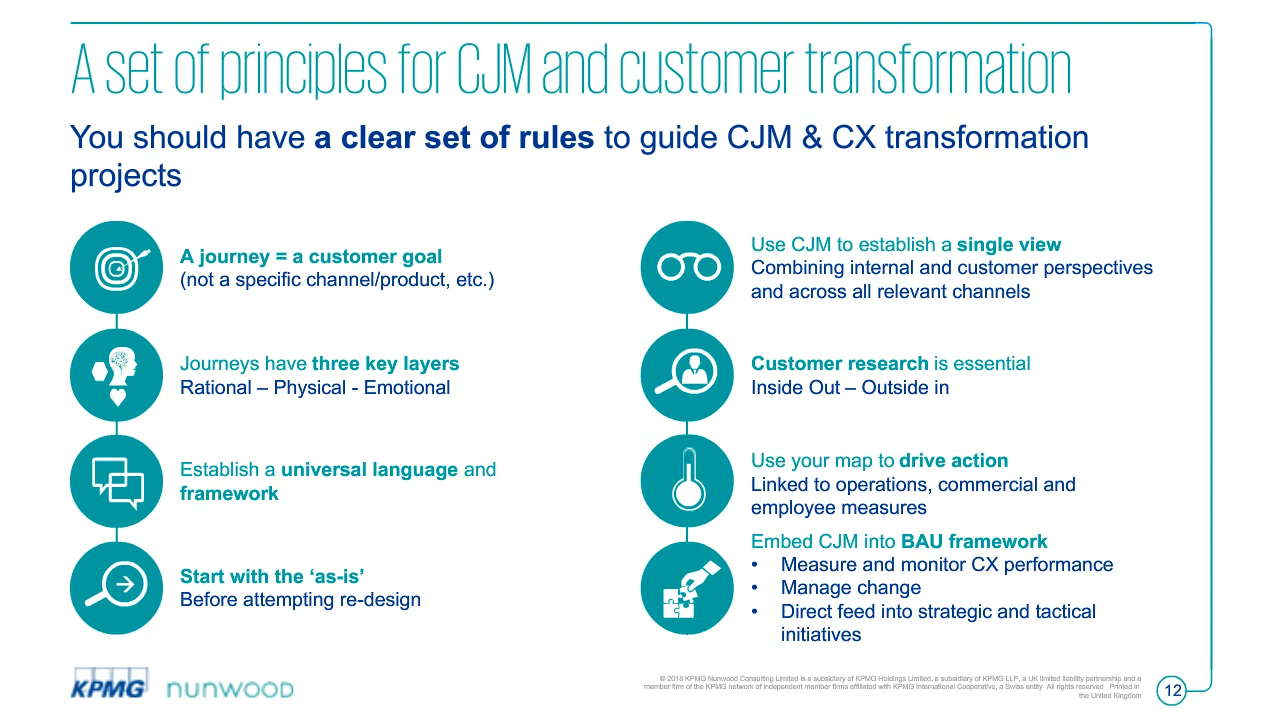 A set of principles for CJM and customer transformation
You should have a clear set of rules to guide CJM & CX transformation
projects
A journey = a customer goal
(not a specific channel/product, etc.)
Journeys have three key layers
Rational – Physical - Emotional
Establish a universal language and
framework
Start with the ‘as-is’
Before attempting re-design
Use CJM to establish a single view
Combining internal and customer perspectives
and across all relevant channels
Customer research is essential
Inside Out – Outside in
Use your map to drive action
Linked to operations, commercial and
employee measures
Embed CJM into BAU framework
• Measure and monitor CX performance
• Manage change
• Direct feed into strategic and tactical
initiatives
KPMG nunwood
© 2018 KPMG Nunwood Consulting Limited is a subsidiary of KPMG Holdings Limited, a subsidiary of KPMG LLP, a UK limited liability partnership and a
member firm of the KPMG network of independent member firms affiliated with KPMG International Cooperative, a Swiss entity All rights reserved Printed in
the United Kingdom
12